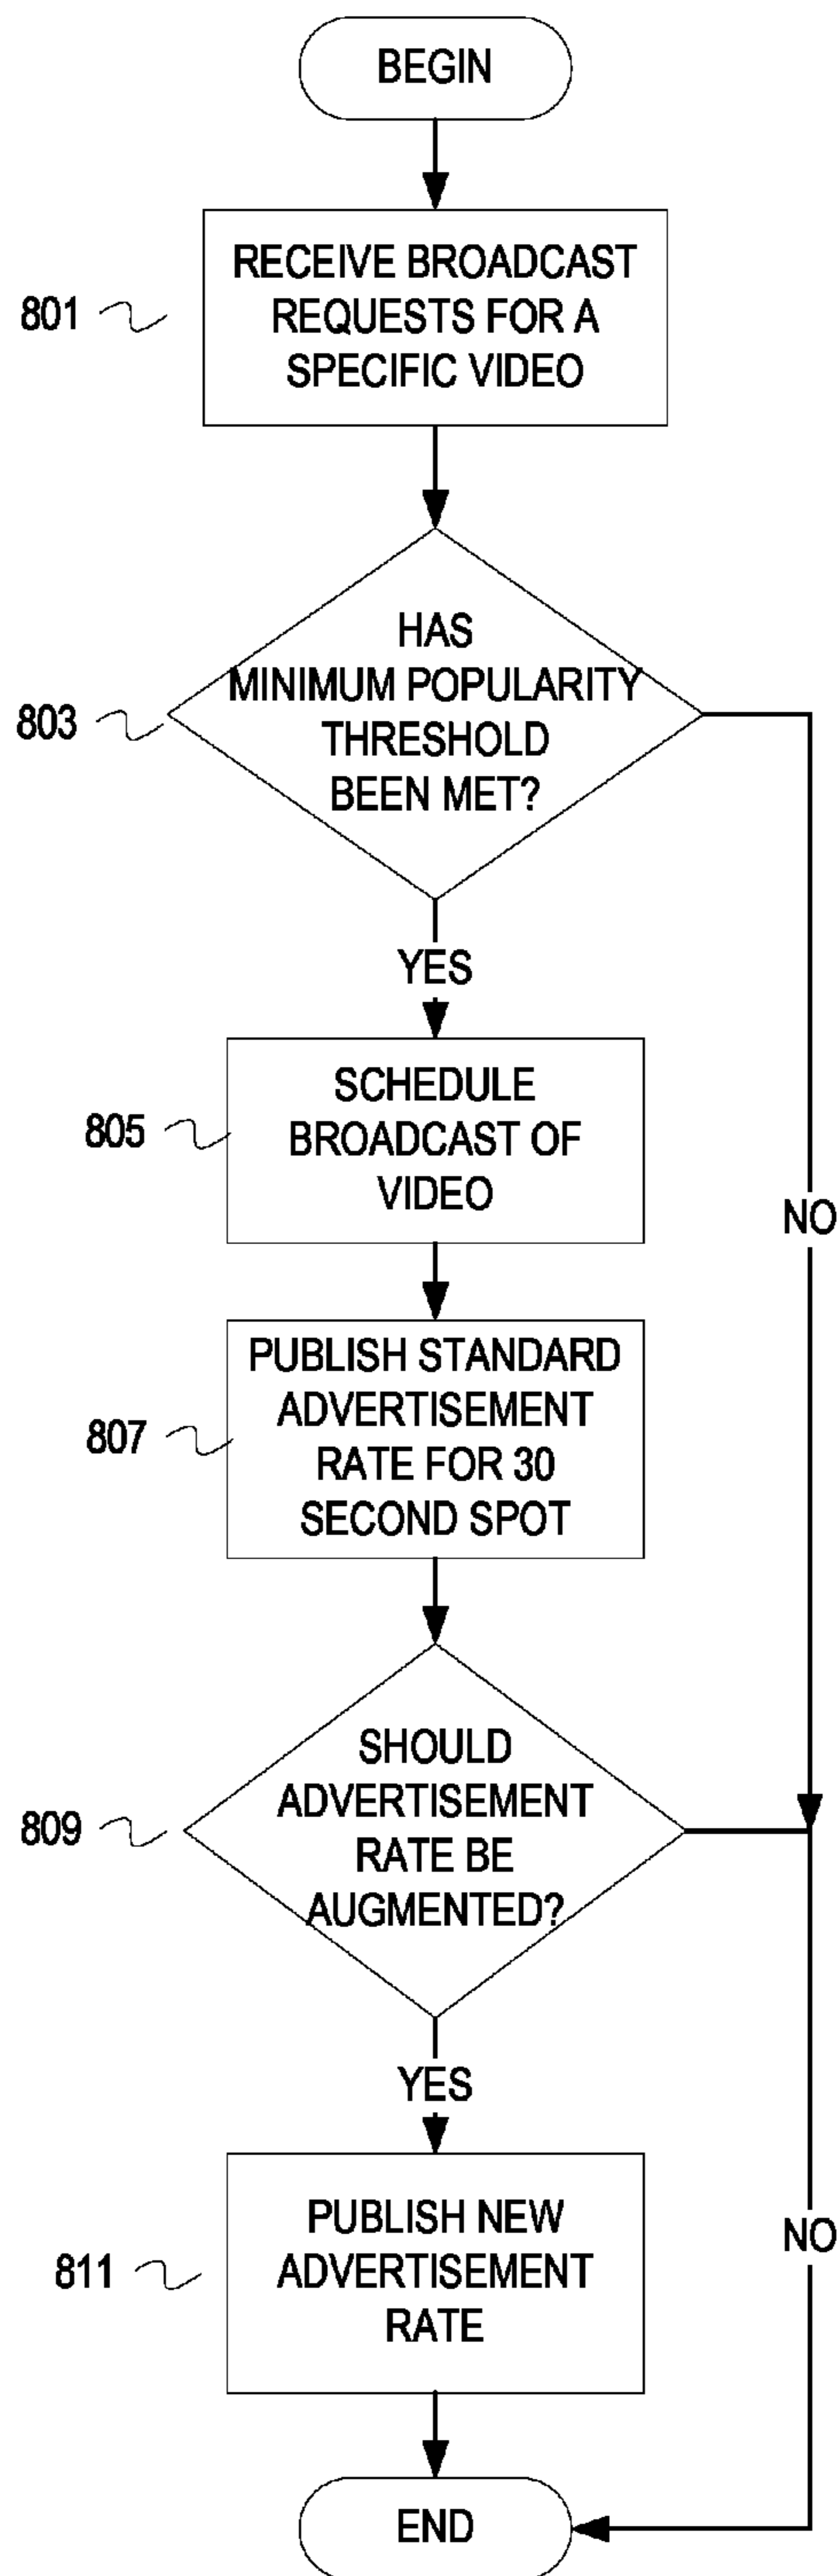 BEGIN
801
RECEIVE BROADCAST
REQUESTS FOR A
SPECIFIC VIDEO
803
HAS
MINIMUM POPULARITY
THRESHOLD
BEEN MET?
YES
805
SCHEDULE
BROADCAST OF
VIDEO
NO
807
PUBLISH STANDARD
ADVERTISEMENT
RATE FOR 30
SECOND SPOT
809
SHOULD
ADVERTISEMENT
RATE BE
AUGMENTED?
YES
NO
811
PUBLISH NEW
ADVERTISEMENT
RATE
END